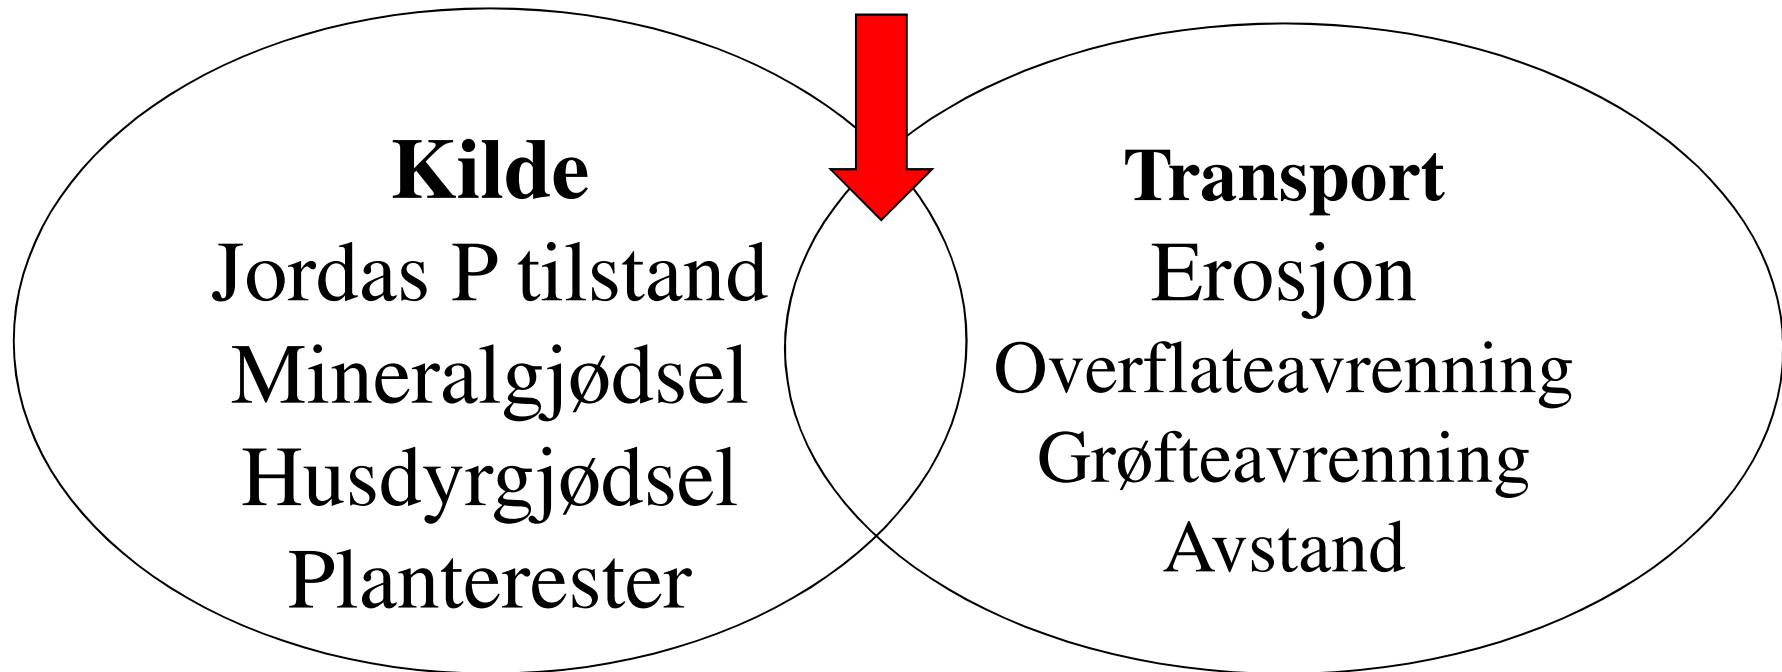 Kilde
Jordas P tilstand
Mineralgjødsel
Husdyrgjødsel
Planterester
Transport
Erosjon
Overflateavrenning
Grøfteavrenning
Avstand